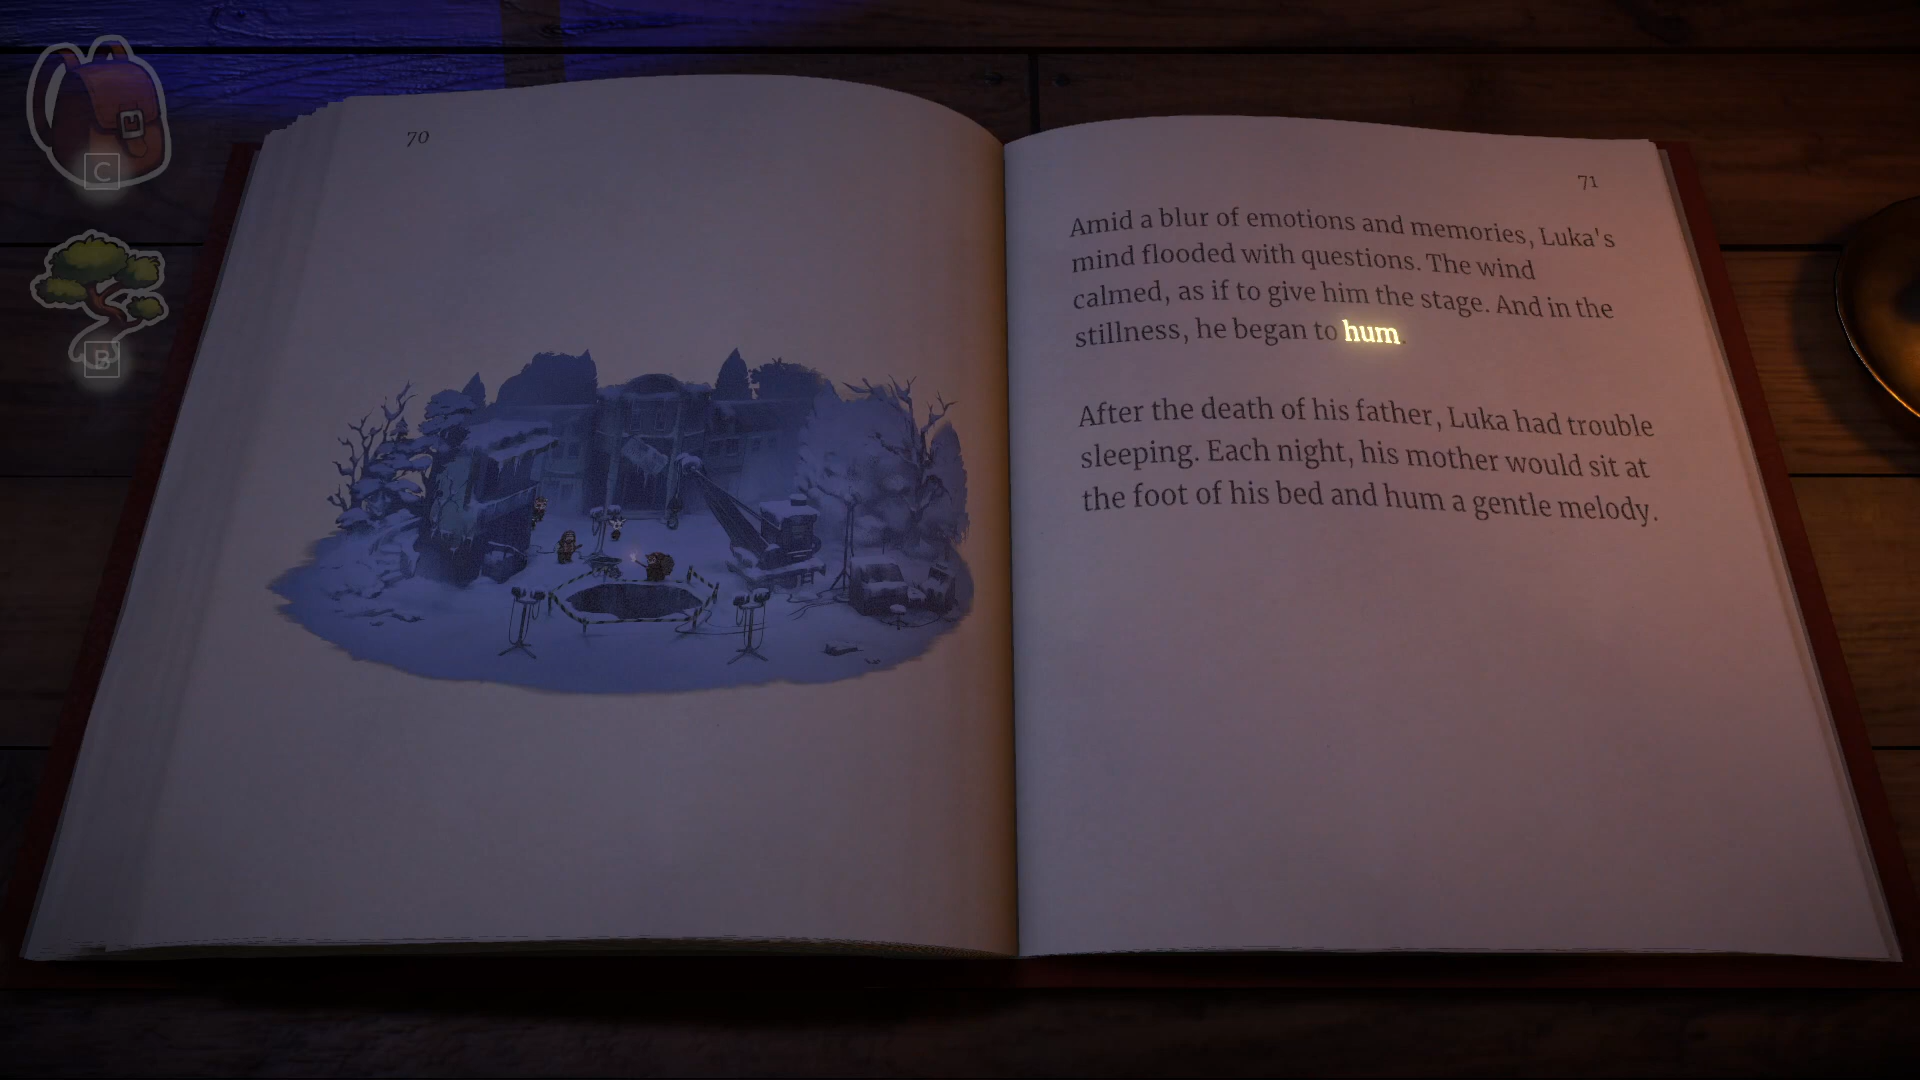 C
B
70
71
Amid a blur of emotions and memories, Luka's
mind flooded with questions. The wind
calmed, as if to give him the stage. And in the
stillness, he began to hum.
After the death of his father, Luka had trouble
sleeping. Each night, his mother would sit at
the foot of his bed and hum a gentle melody.